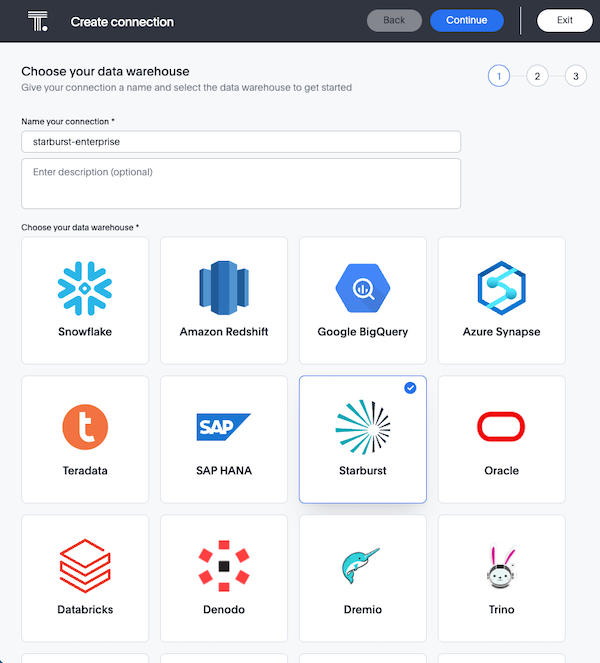 T.
Create connection
Back
Continue
Exit
Choose your data warehouse
Give your connection a name and select the data warehouse to get started
1
2
3
Name your connection *
starburst-enterprise
Enter description (optional)
Choose your data warehouse *
Snowflake
Amazon Redshift
Google BigQuery
Azure Synapse
t
Teradata
SAP
SAP HANA
Starburst
Oracle
Databricks
Denodo
Dremio
Trino